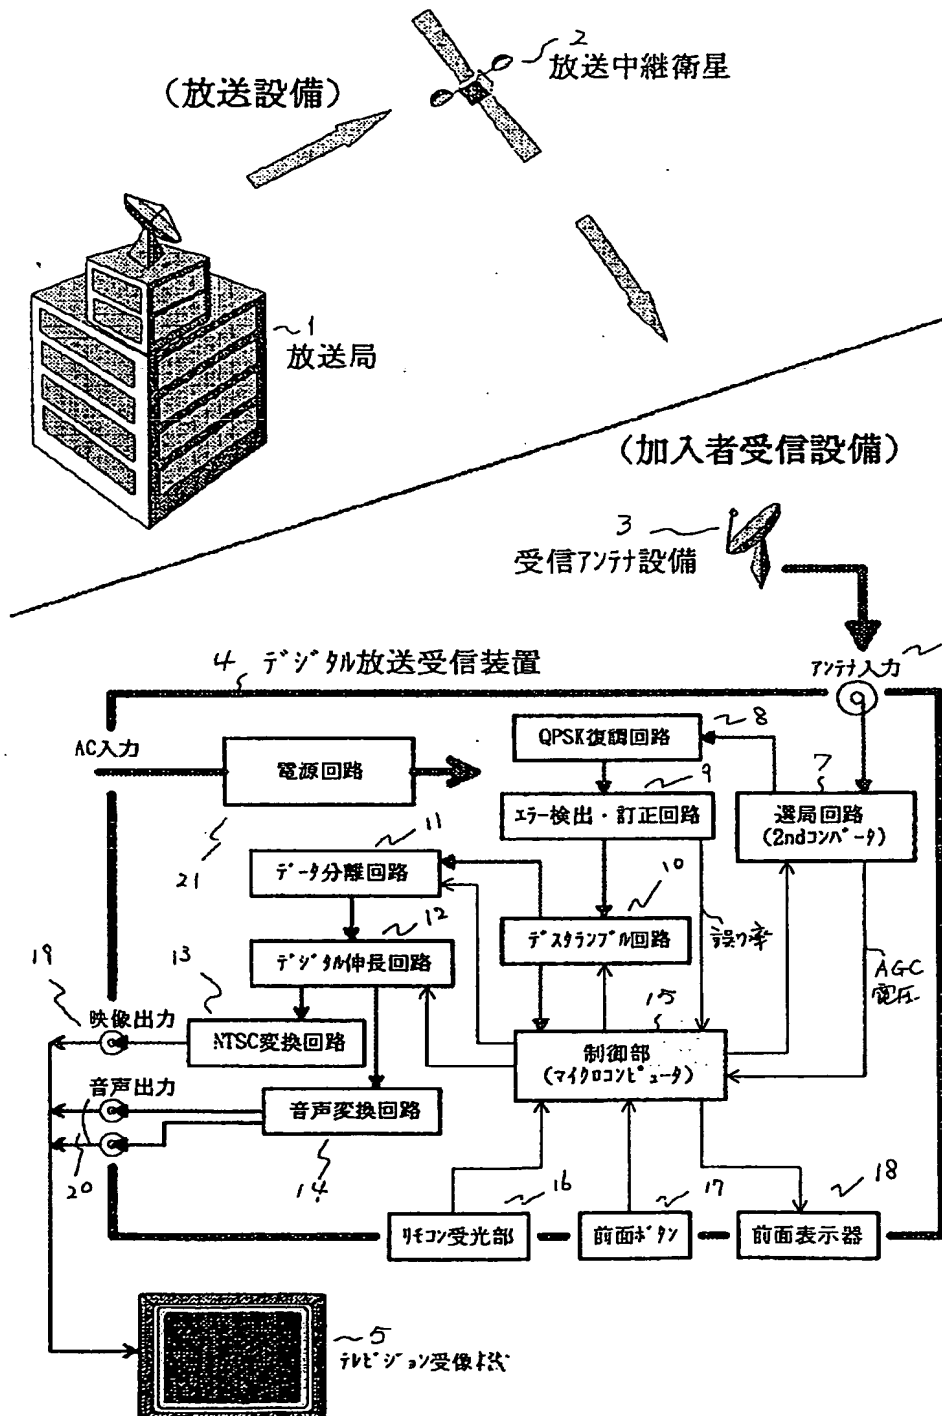 2
放送中継衛星
(放送設備)
1
放送局
(加入者受信設備)
3
受信アンテナ設備
4 デジタル放送受信装置
アンテナ入力
AC入力
電源回路
21
QPSK復調回路
8
7
選局回路
(2ndコンバータ)
9
エラー検出・訂正回路
11
データ分離回路
10
デスクランブル回路
誤り率
AGC
電圧
12
デジタル伸長回路
13
NTSC変換回路
19
映像出力
15
制御部
(マイクロコンピュータ)
音声出力
音声変換回路
20
14
16
リモコン受光部
17
前面ボタン
18
前面表示器
5
テレビジョン受像機